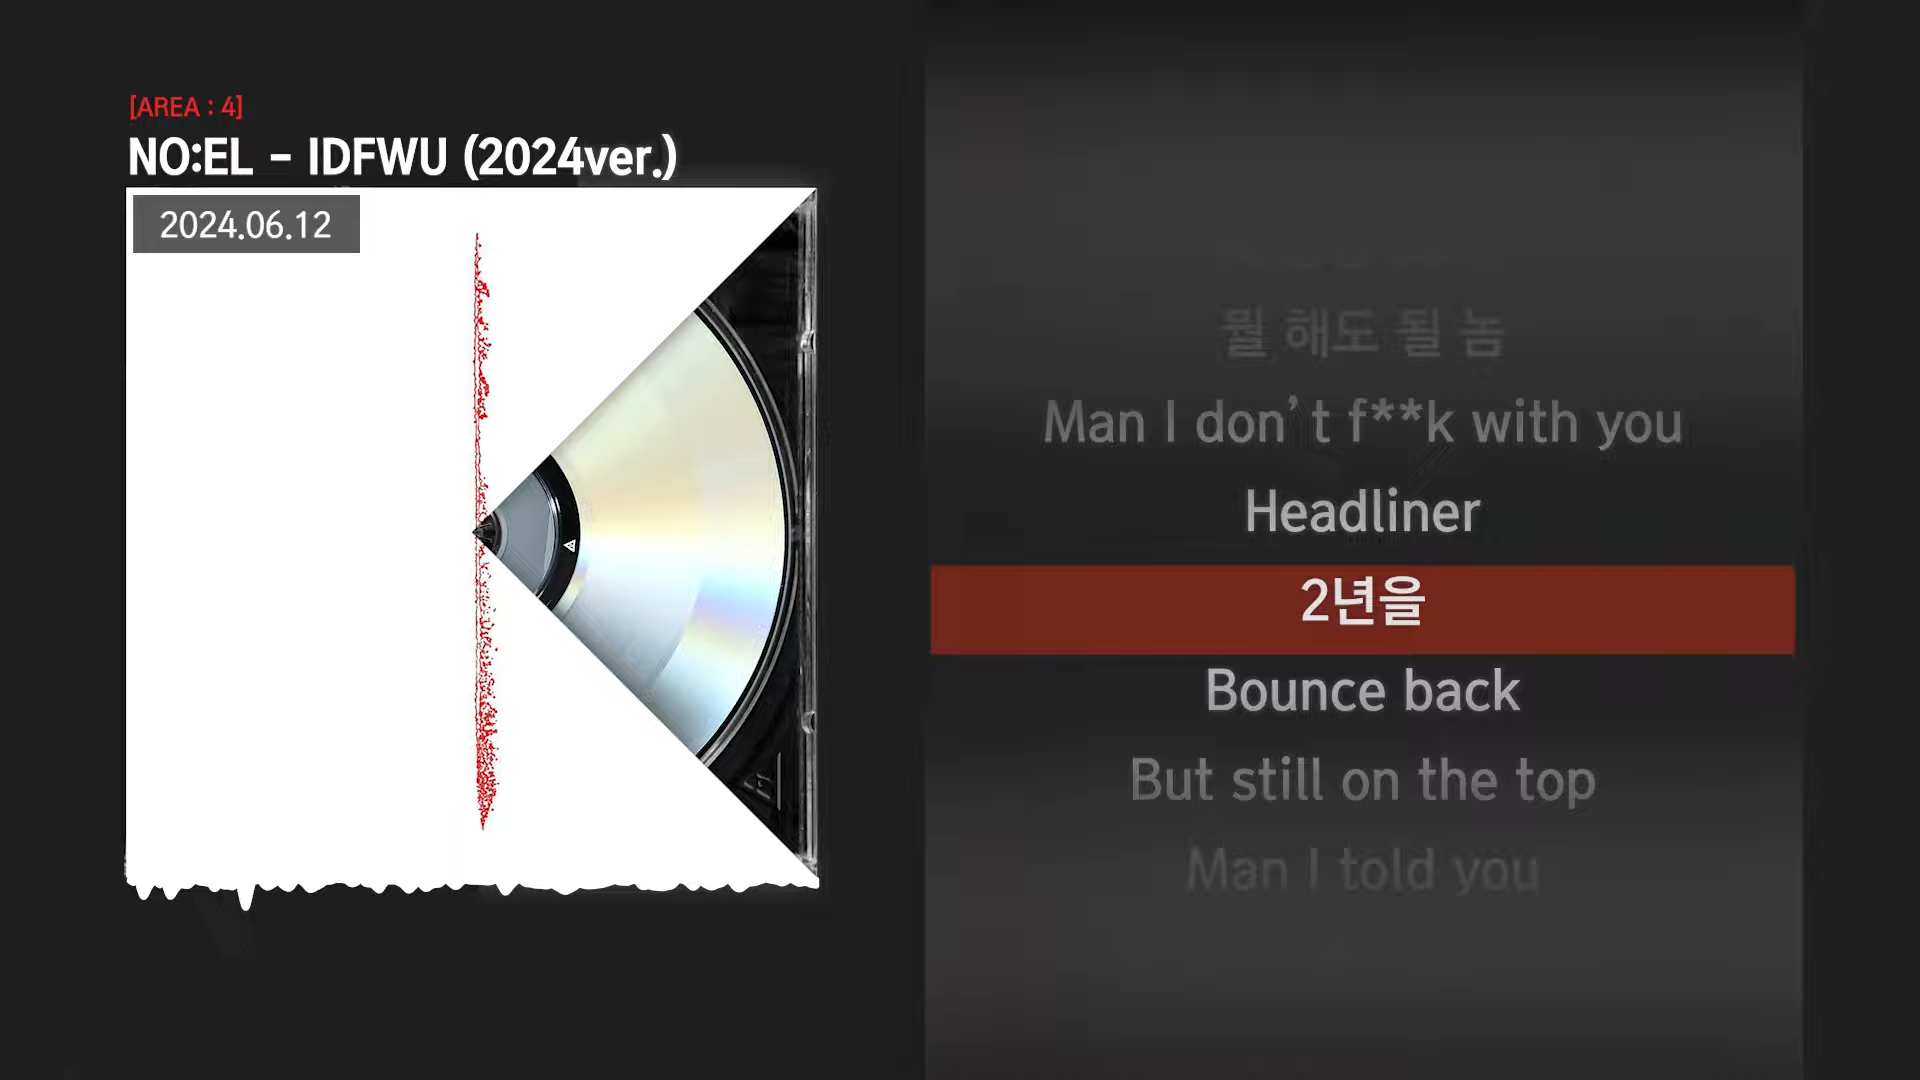 [AREA : 4]
NO:EL - IDFWU (2024ver.)
2024.06.12
뭘 해도 될 놈
Man I don't f**k with you
Headliner
2년을
Bounce back
But still on the top
Man I told you